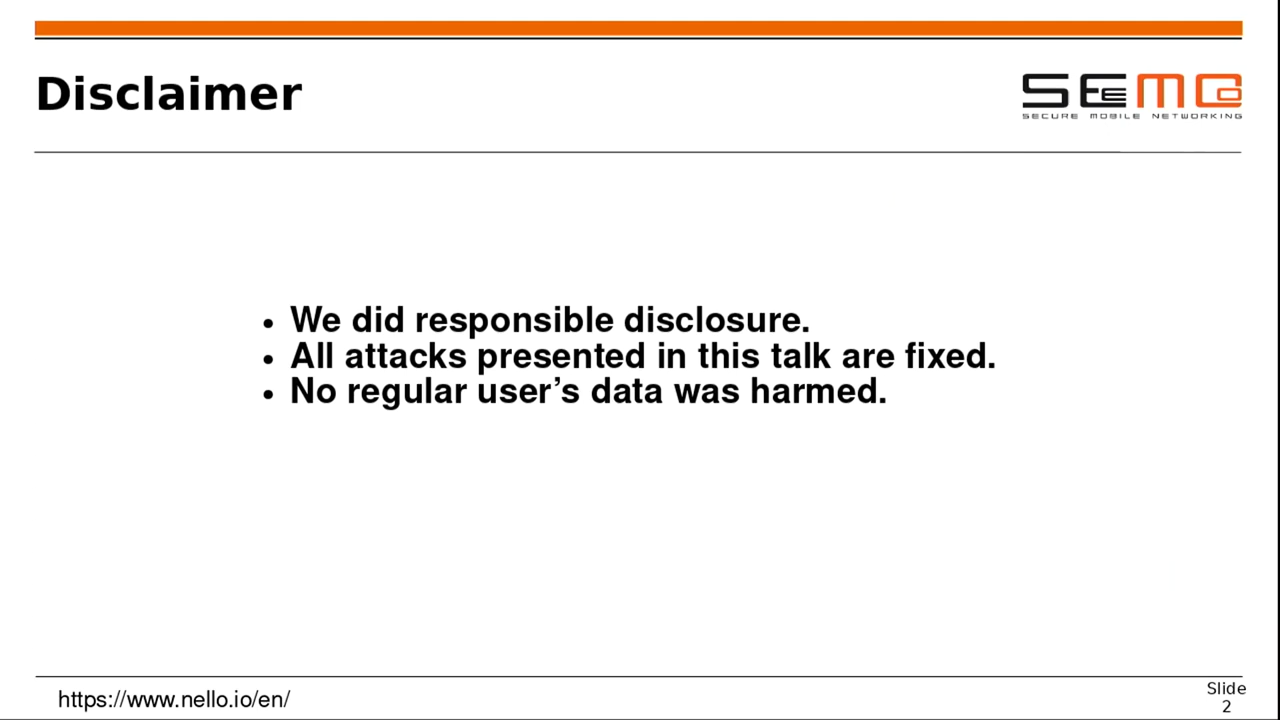 Disclaimer
SEEMOO
SECURE MOBILE NETWORKING
• We did responsible disclosure.
• All attacks presented in this talk are fixed.
• No regular user’s data was harmed.
https://www.nello.io/en/
Slide
2